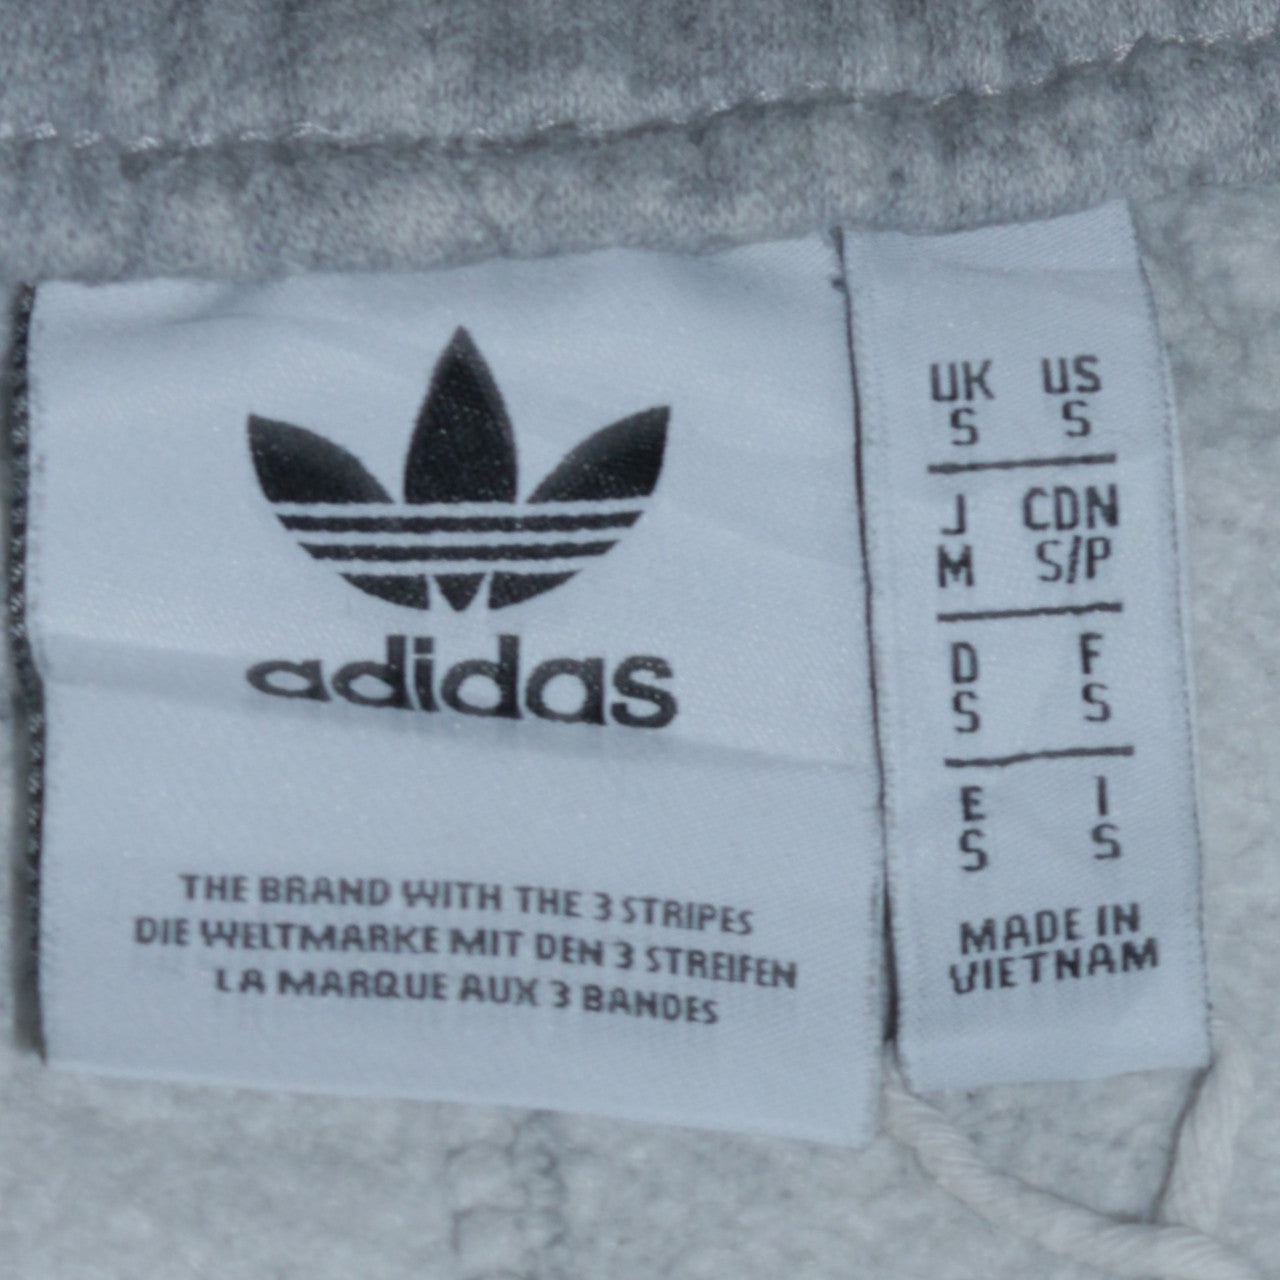 adidas
THE BRAND WITH THE 3 STRIPES
DIE WELTMARKE MIT DEN 3 STREIFEN
LA MARQUE AUX 3 BANDES
UK US
S S
J CDN
M S/P
D F
S S
E I
S S
MADE IN
VIETNAM